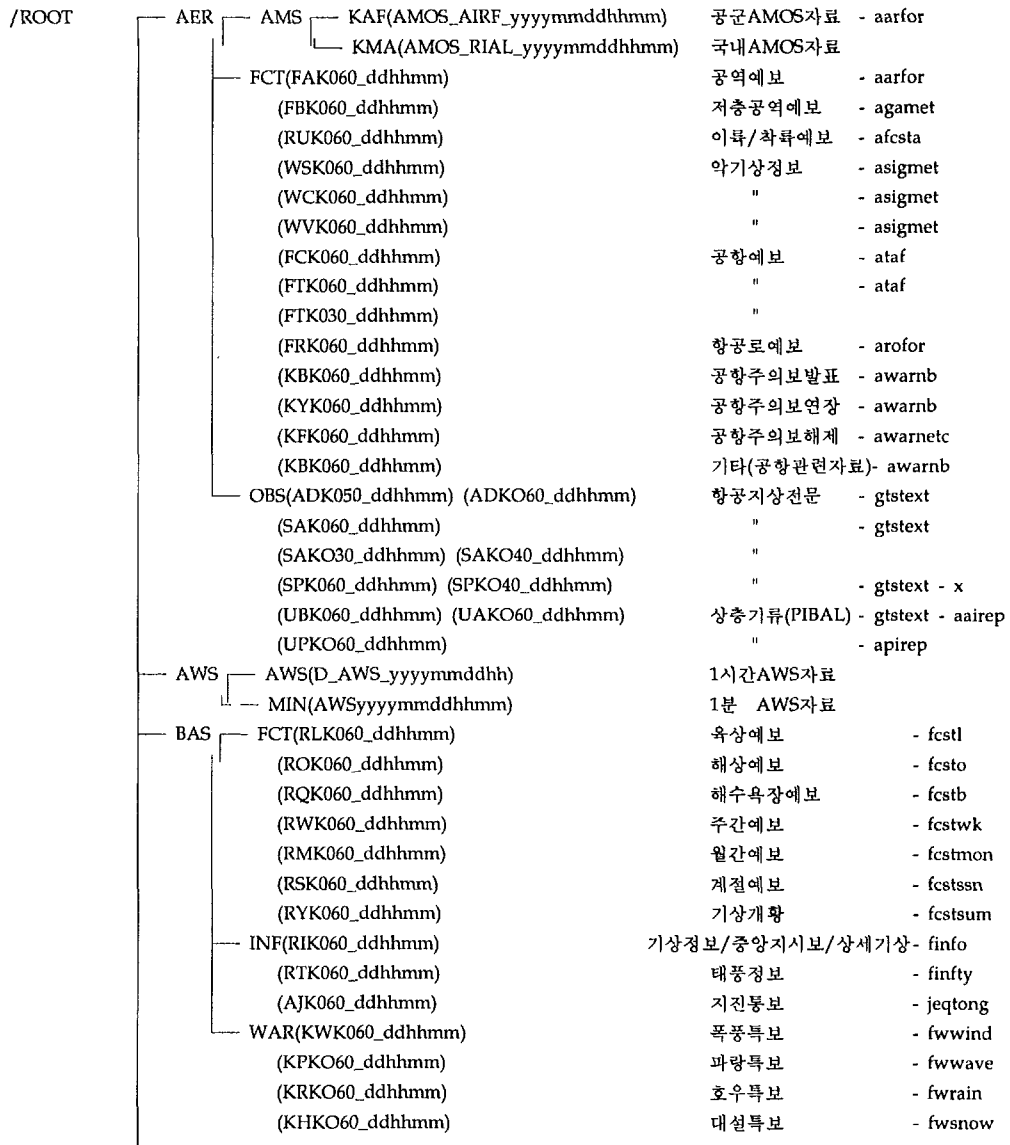 /ROOT AER AMS KAF(AMOS_AIRF_yyyymmddhhmm) 공군AMOS자료 - aarfor
KMA(AMOS_RIAL_yyyymmddhhmm) 국내AMOS자료
FCT(FAK060_ddhhmm) 공역예보 - aarfor
(FBK060_ddhhmm) 저층공역예보 - agamet
(RUK060_ddhhmm) 이륙/착륙예보 - afcsta
(WSK060_ddhhmm) 악기상정보 - asigmet
(WCK060_ddhhmm) " - asigmet
(WVK060_ddhhmm) " - asigmet
(FCK060_ddhhmm) 공항예보 - ataf
(FTK060_ddhhmm) " - ataf
(FTK030_ddhhmm) "
(FRK060_ddhhmm) 항공로예보 - arofor
(KBK060_ddhhmm) 공항주의보발표 - awarnb
(KYK060_ddhhmm) 공항주의보연장 - awarnb
(KFK060_ddhhmm) 공항주의보해제 - awarnetc
(KBK060_ddhhmm) 기타(공항관련자료)- awarnb
OBS(ADK050_ddhhmm) (ADKO60_ddhhmm) 항공지상전문 - gtstext
(SAK060_ddhhmm) " - gtstext
(SAKO30_ddhhmm) (SAKO40_ddhhmm) "
(SPK060_ddhhmm) (SPKO40_ddhhmm) " - gtstext - x
(UBK060_ddhhmm) (UAKO60_ddhhmm) 상층기류(PIBAL) - gtstext - aairep
(UPKO60_ddhhmm) " - apirep
AWS AWS(D_AWS_yyyymmddhh) 1시간AWS자료
MIN(AWSyyyymmddhhmm) 1분 AWS자료
BAS FCT(RLK060_ddhhmm) 육상예보 - fcstl
(ROK060_ddhhmm) 해상예보 - fcsto
(RQK060_ddhhmm) 해수욕장예보 - fcstb
(RWK060_ddhhmm) 주간예보 - fcstwk
(RMK060_ddhhmm) 월간예보 - fcstmon
(RSK060_ddhhmm) 계절예보 - fcstssn
(RYK060_ddhhmm) 기상개황 - fcstsum
INF(RIK060_ddhhmm) 기상정보/중앙지시보/상세기상- finfo
(RTK060_ddhhmm) 태풍정보 - finfty
(AJK060_ddhhmm) 지진통보 - jeqtong
WAR(KWK060_ddhhmm) 폭풍특보 - fwwind
(KPKO60_ddhhmm) 파랑특보 - fwwave
(KRKO60_ddhhmm) 호우특보 - fwrain
(KHKO60_ddhhmm) 대설특보 - fwsnow